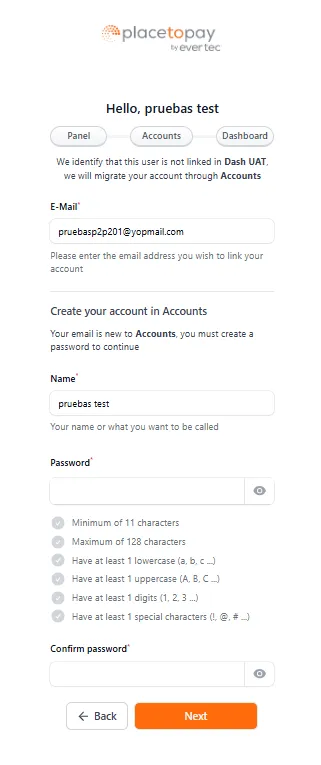 placetopay
by evertec
Hello, pruebas test
Panel Accounts Dashboard
We identify that this user is not linked in Dash UAT,
we will migrate your account through Accounts
E-Mail*
pruebasp2p201@yopmail.com
Please enter the email address you wish to link your
account
Create your account in Accounts
Your email is new to Accounts, you must create a
password to continue
Name*
pruebas test
Your name or what you want to be called
Password*
Minimum of 11 characters
Maximum of 128 characters
Have at least 1 lowercase (a, b, c ...)
Have at least 1 uppercase (A, B, C ...)
Have at least 1 digits (1, 2, 3 ...)
Have at least 1 special characters (!, @, # ...)
Confirm password*
Back Next